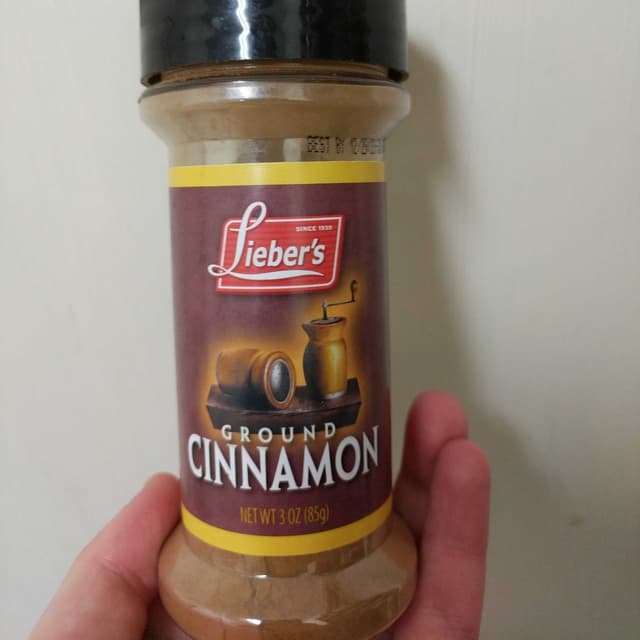 BEST BY
SINCE 1939
Lieber's
GROUND
CINNAMON
NET WT 3 OZ (85g)